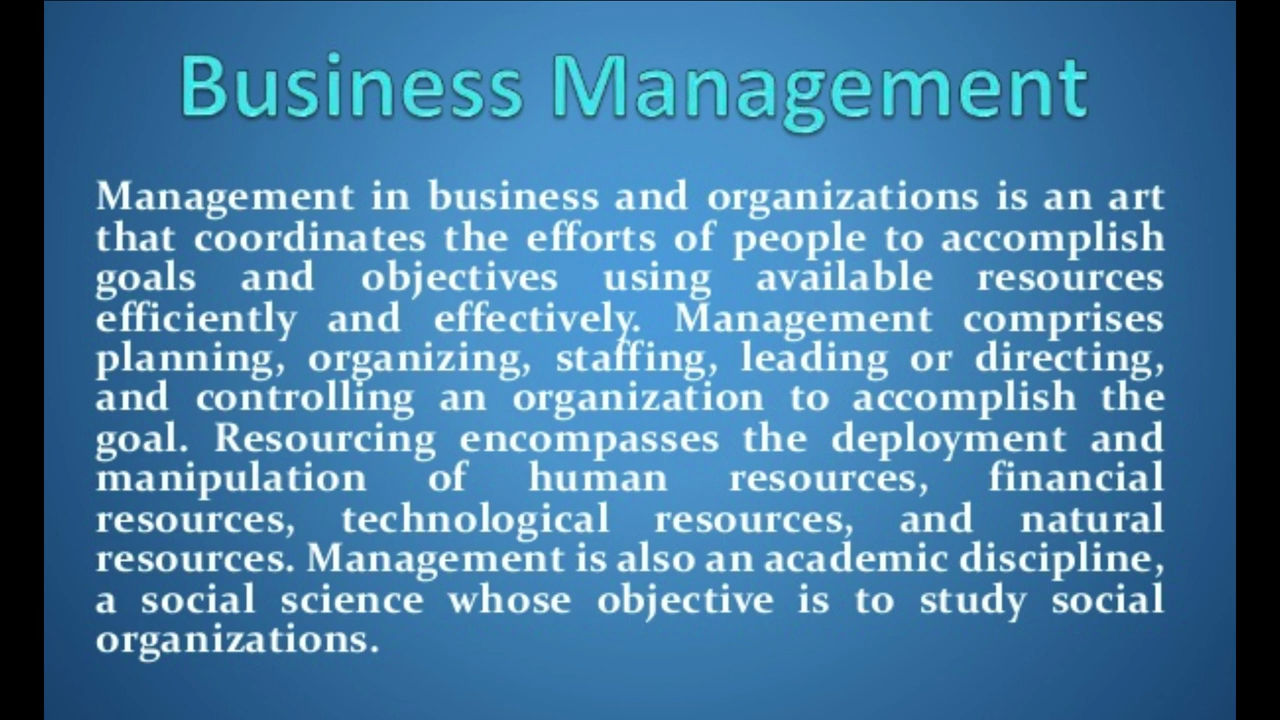 Business Management
Management in business and organizations is an art
that coordinates the efforts of people to accomplish
goals and objectives using available resources
efficiently and effectively. Management comprises
planning, organizing, staffing, leading or directing,
and controlling an organization to accomplish the
goal. Resourcing encompasses the deployment and
manipulation of human resources, financial
resources, technological resources, and natural
resources. Management is also an academic discipline,
a social science whose objective is to study social
organizations.